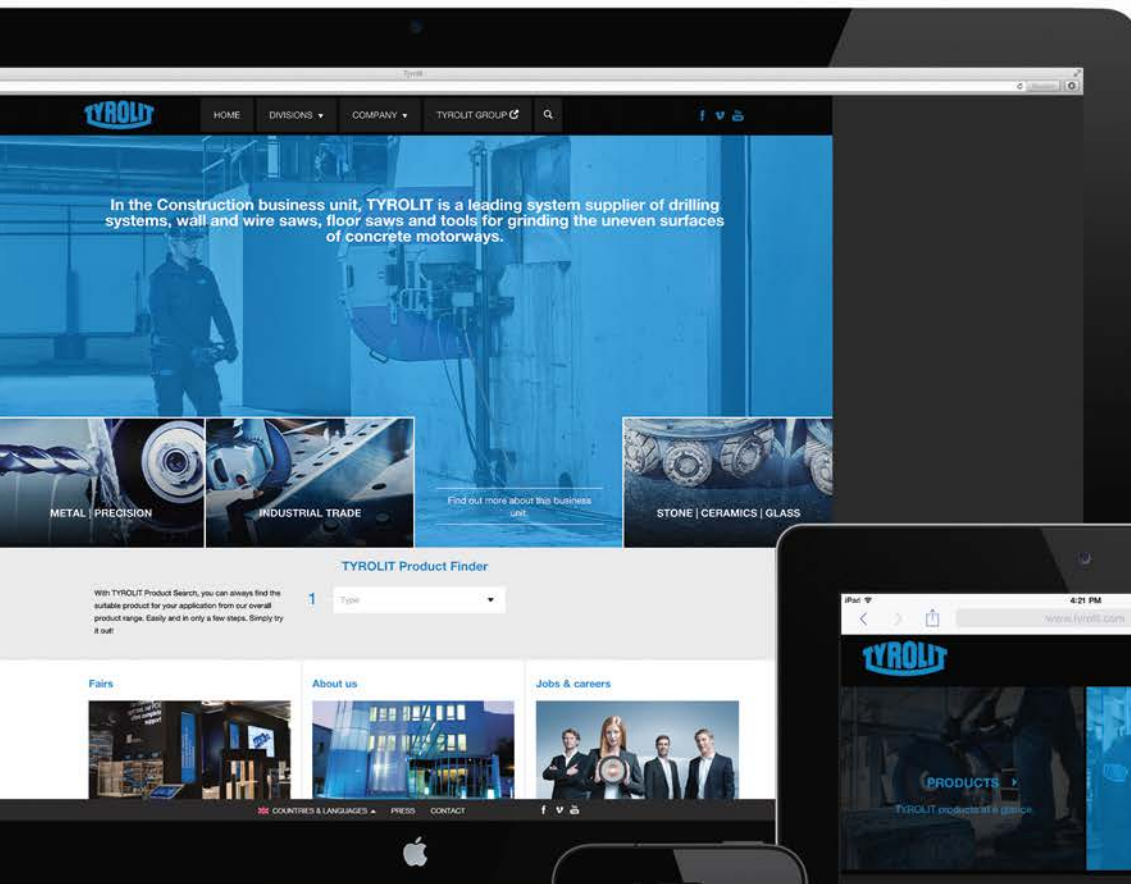 Tyrolit
TYROLIT
HOME
DIVISIONS
COMPANY
TYROLIT GROUP
In the Construction business unit, TYROLIT is a leading system supplier of drilling
systems, wall and wire saws, floor saws and tools for grinding the uneven surfaces
of concrete motorways.
METAL | PRECISION
INDUSTRIAL TRADE
Find out more about this business
unit.
STONE | CERAMICS | GLASS
TYROLIT Product Finder
With TYROLIT Product Search, you can always find the
suitable product for your application from our overall
product range. Easily and in only a few steps. Simply try
it out!
1
Type
Fairs
About us
Jobs & careers
COUNTRIES & LANGUAGES
PRESS
CONTACT
iPad
4:21 PM
www.tyrolit.com
TYROLIT
PRODUCTS
TYROLIT products at a glance.